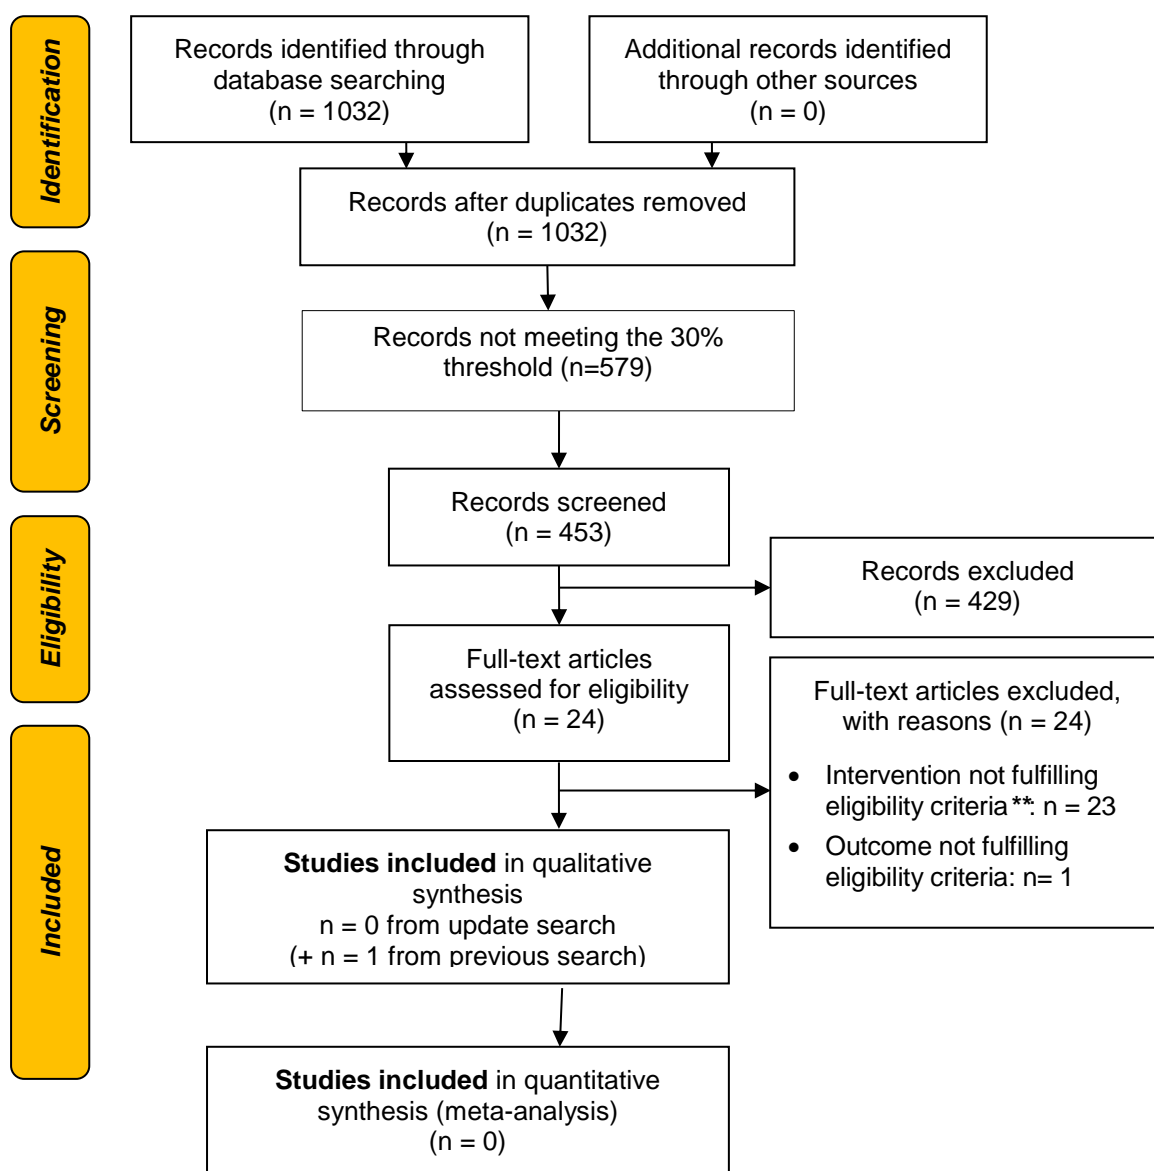 Identification
Records identified through
database searching
(n = 1032)
Additional records identified
through other sources
(n = 0)
Records after duplicates removed
(n = 1032)
Screening
Records not meeting the 30%
threshold (n=579)
Records screened
(n = 453)
Eligibility
Records excluded
(n = 429)
Full-text articles
assessed for eligibility
(n = 24)
Full-text articles excluded,
with reasons (n = 24)
• Intervention not fulfilling
eligibility criteria**: n = 23
• Outcome not fulfilling
eligibility criteria: n= 1
Included
Studies included in qualitative
synthesis
n = 0 from update search
(+ n = 1 from previous search)
Studies included in quantitative
synthesis (meta-analysis)
(n = 0)